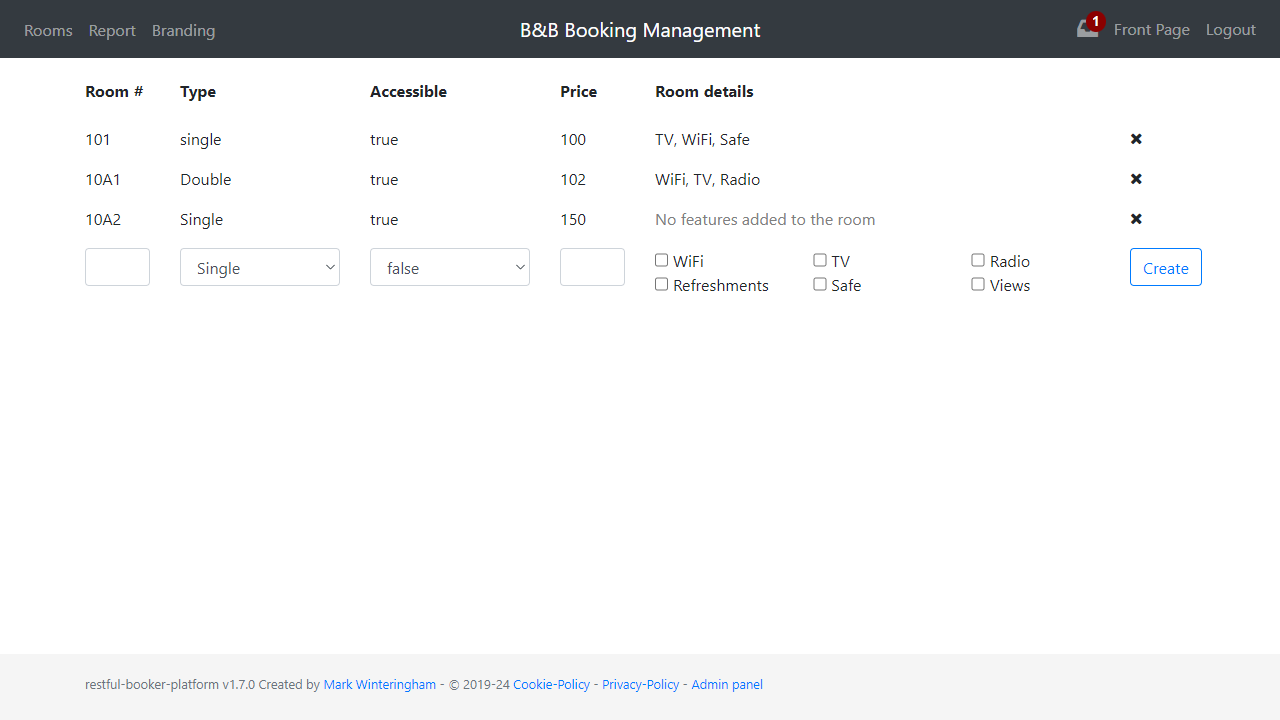 Rooms Report Branding B&B Booking Management 1 Front Page Logout
Room # Type Accessible Price Room details
101 single true 100 TV, WiFi, Safe
10A1 Double true 102 WiFi, TV, Radio
10A2 Single true 150 No features added to the room
Single false WiFi TV Radio Create
Refreshments Safe Views
restful-booker-platform v1.7.0 Created by Mark Winteringham - © 2019-24 Cookie-Policy - Privacy-Policy - Admin panel